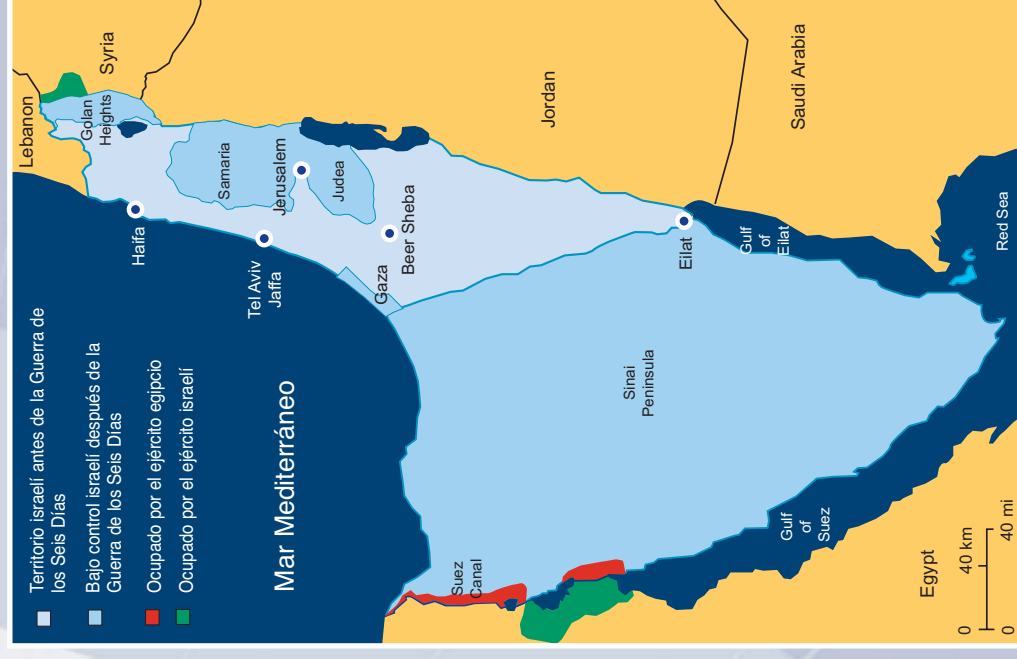 Territorio israelí antes de la Guerra de
los Seis Días
Bajo control israelí después de la
Guerra de los Seis Días
Ocupado por el ejército egipcio
Ocupado por el ejército israelí
Mar Mediterráneo
Lebanon
Syria
Golan
Heights
Haifa
Samaria
Tel Aviv
Jaffa
Jerusalem
Judea
Gaza
Beer Sheba
Jordan
Saudi Arabia
Eilat
Gulf
of
Eilat
Red Sea
Sinai
Peninsula
Suez
Canal
Gulf
of
Suez
Egypt
0 40 km
0 40 mi